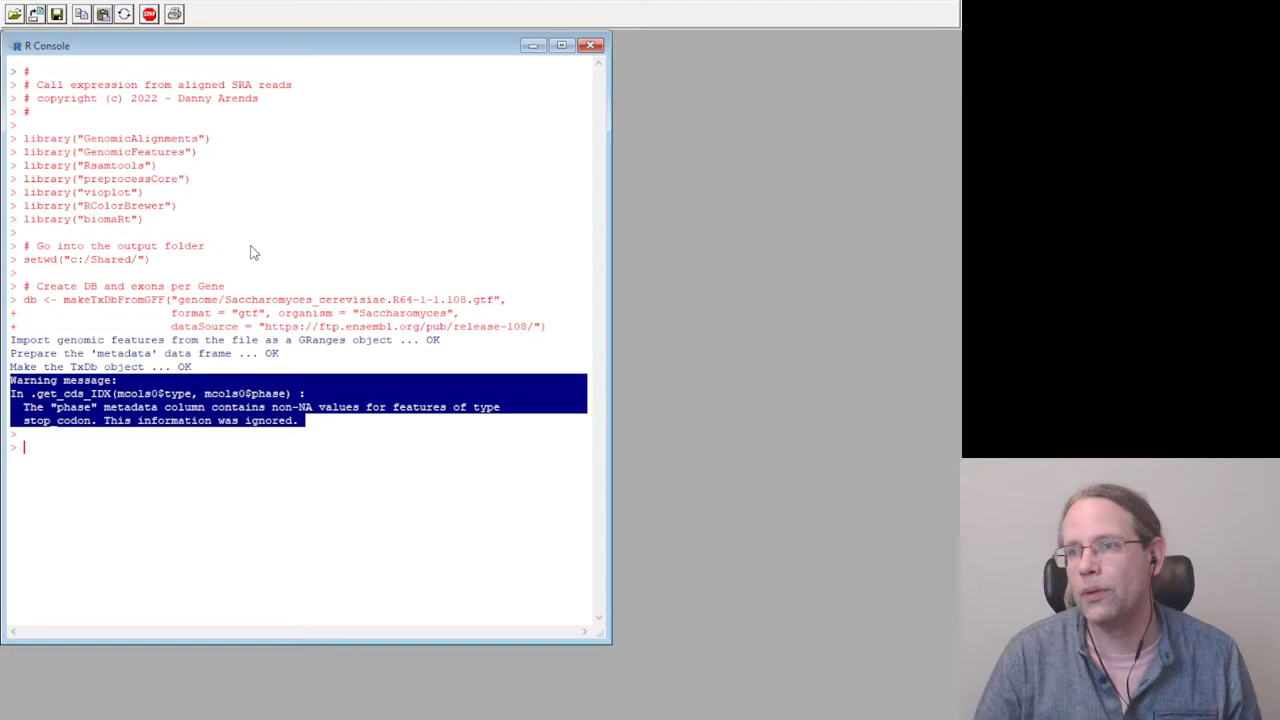 STOP
R Console
> #
> # Call expression from aligned SRA reads
> # copyright (c) 2022 - Danny Arends
> #
>
> library("GenomicAlignments")
> library("GenomicFeatures")
> library("Rsamtools")
> library("preprocessCore")
> library("vioplot")
> library("RColorBrewer")
> library("biomaRt")
>
> # Go into the output folder
> setwd("c:/Shared/")
>
> # Create DB and exons per Gene
> db <- makeTxDbFromGFF("genome/Saccharomyces_cerevisiae.R64-1-1.108.gtf",
+ format = "gtf", organism = "Saccharomyces",
+ dataSource = "https://ftp.ensembl.org/pub/release-108/")
Import genomic features from the file as a GRanges object ... OK
Prepare the 'metadata' data frame ... OK
Make the TxDb object ... OK
Warning message:
In .get_cds_IDX(mcols0$type, mcols0$phase) :
The "phase" metadata column contains non-NA values for features of type
stop_codon. This information was ignored.
>
>